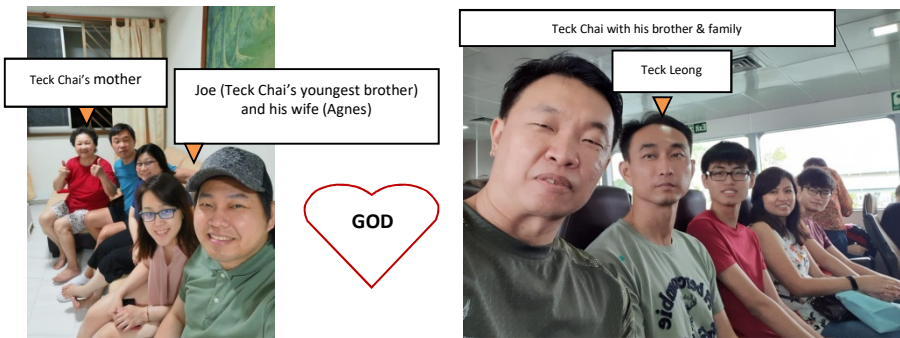 Teck Chai's mother
Joe (Teck Chai's youngest brother)
and his wife (Agnes)
GOD
Teck Chai with his brother & family
Teck Leong